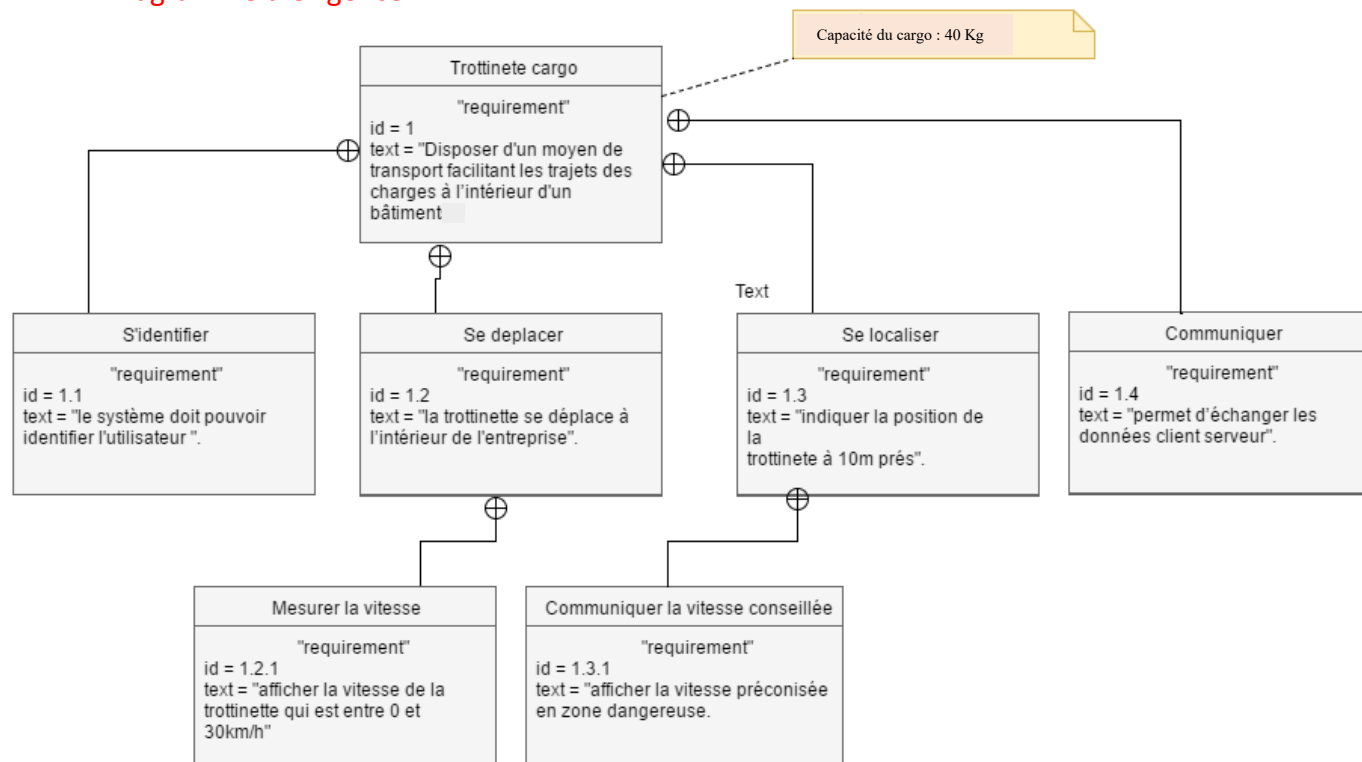 Capacité du cargo : 40 Kg
Trottinete cargo
"requirement"
id = 1
text = "Disposer d'un moyen de
transport facilitant les trajets des
charges à l'intérieur d'un
bâtiment
Text
S'identifier
"requirement"
id = 1.1
text = "le système doit pouvoir
identifier l'utilisateur ".
Se deplacer
"requirement"
id = 1.2
text = "la trottinette se déplace à
l'intérieur de l'entreprise".
Se localiser
"requirement"
id = 1.3
text = "indiquer la position de
la
trottinete à 10m prés".
Communiquer
"requirement"
id = 1.4
text = "permet d'échanger les
données client serveur".
Mesurer la vitesse
"requirement"
id = 1.2.1
text = "afficher la vitesse de la
trottinette qui est entre 0 et
30km/h"
Communiquer la vitesse conseillée
"requirement"
id = 1.3.1
text = "afficher la vitesse préconisée
en zone dangereuse.